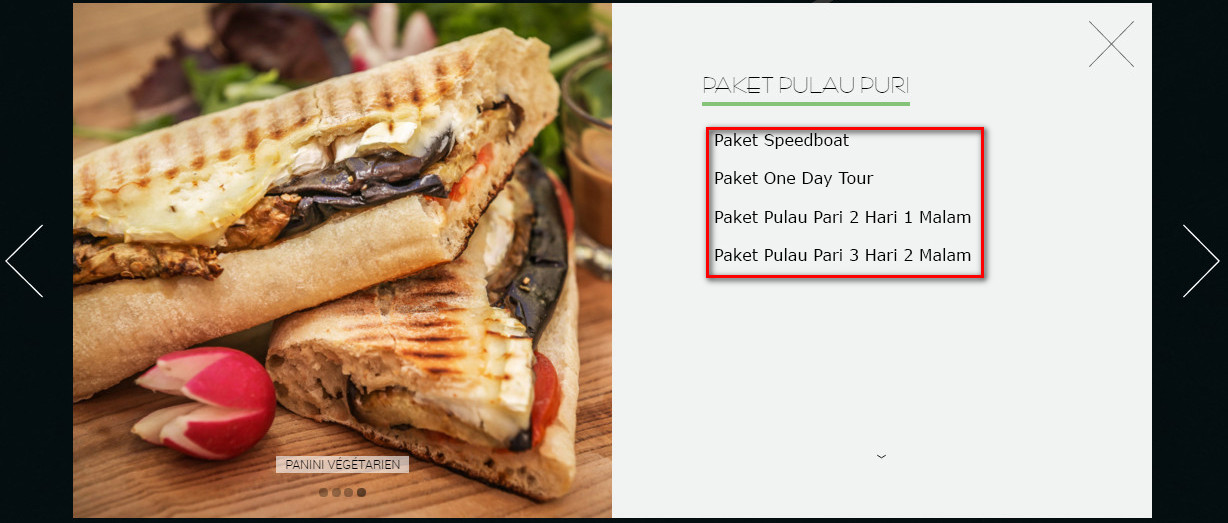 PAKET PULAU PURI
Paket Speedboat
Paket One Day Tour
Paket Pulau Pari 2 Hari 1 Malam
Paket Pulau Pari 3 Hari 2 Malam
PANINI VÉGÉTARIEN